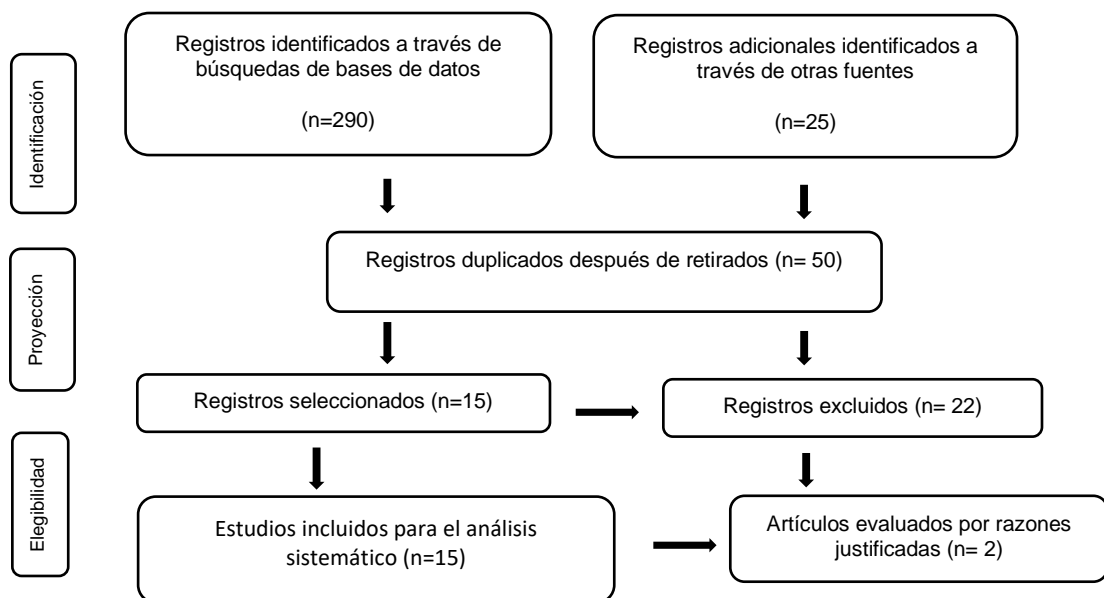 Identificación
Registros identificados a través de
búsquedas de bases de datos
(n=290)
Registros adicionales identificados a
través de otras fuentes
(n=25)
Proyección
Registros duplicados después de retirados (n= 50)
Registros seleccionados (n=15)
Registros excluidos (n= 22)
Elegibilidad
Estudios incluidos para el análisis
sistemático (n=15)
Artículos evaluados por razones
justificadas (n= 2)